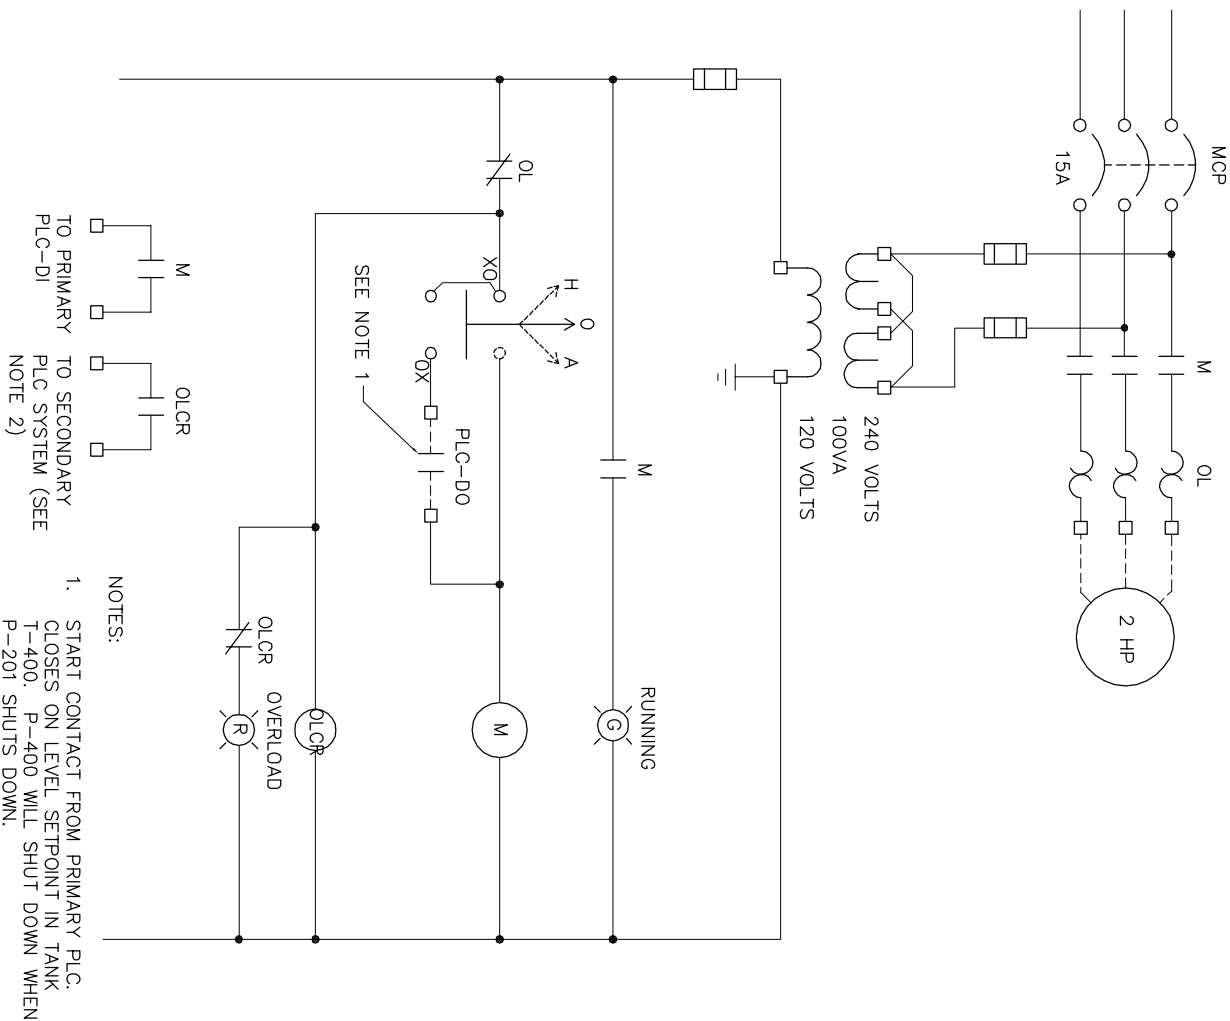 MCP
15A
M
OL
2 HP
240 VOLTS
100VA
120 VOLTS
M
RUNNING
G
OL
H
O
A
XO
OX
SEE NOTE 1
PLC-DO
M
OLCR
OLCR
OVERLOAD
R
M
TO PRIMARY
PLC-DI
OLCR
TO SECONDARY
PLC SYSTEM (SEE
NOTE 2)
NOTES:
1. START CONTACT FROM PRIMARY PLC.
CLOSES ON LEVEL SETPOINT IN TANK
T-400. P-400 WILL SHUT DOWN WHEN
P-201 SHUTS DOWN.